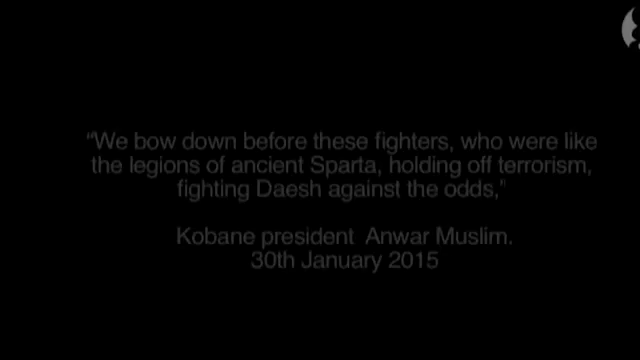 “We bow down before these fighters, who were like
the legions of ancient Sparta, holding off terrorism,
fighting Daesh against the odds,”
Kobane president  Anwar Muslim.
30th January 2015